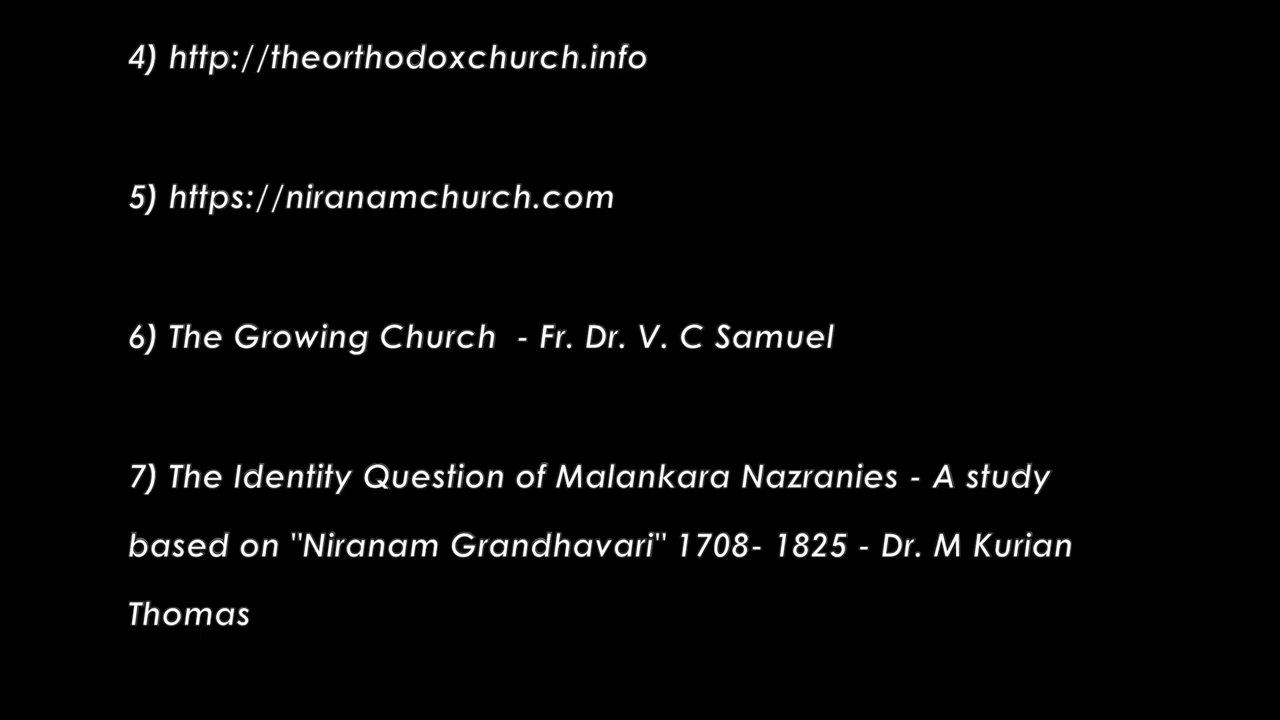 4) http://theorthodoxchurch.info
5) https://niranamchurch.com
6) The Growing Church  - Fr. Dr. V. C Samuel
7) The Identity Question of Malankara Nazranies - A study
based on "Niranam Grandhavari" 1708- 1825 - Dr. M Kurian
Thomas